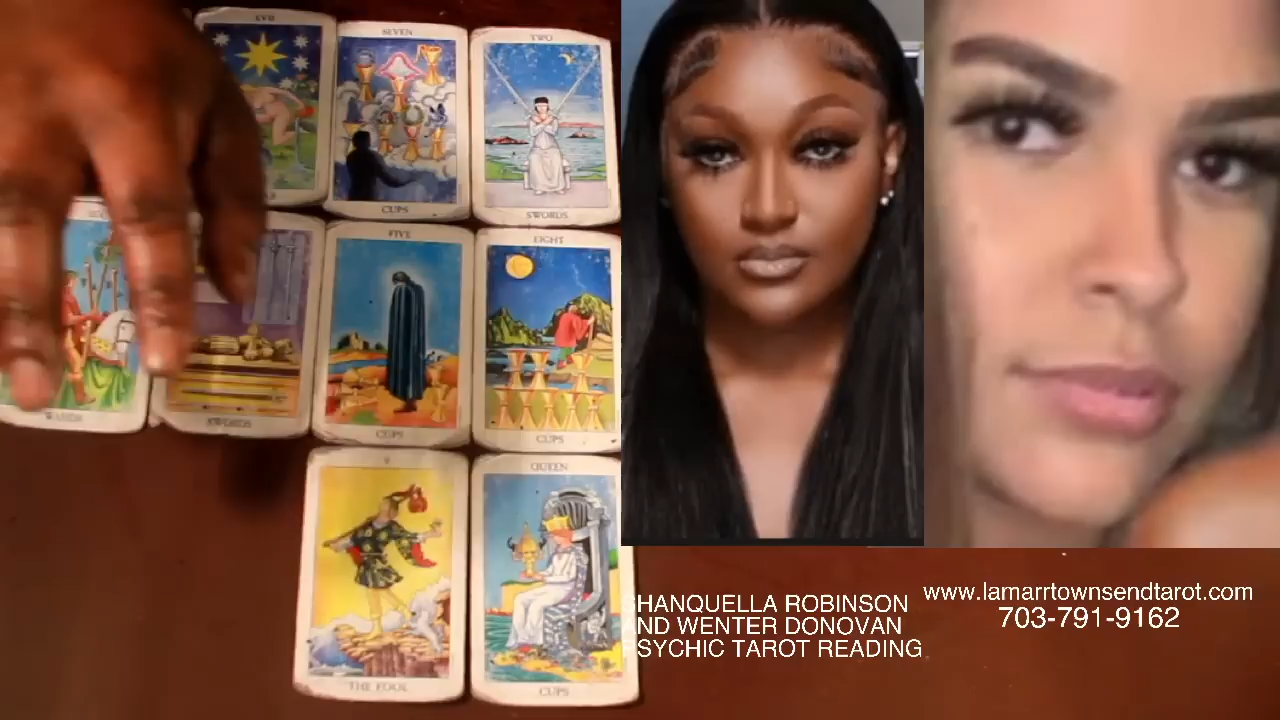 XVII
SEVEN
TWO
CUPS
SWORDS
FIVE
EIGHT
WANDS
SWORDS
CUPS
CUPS
QUEEN
THE FOOL
CUPS
HANQUELLA ROBINSON
ND WENTER DONOVAN
SYCHIC TAROT READING
www.lamarrtownsendtarot.com
703-791-9162